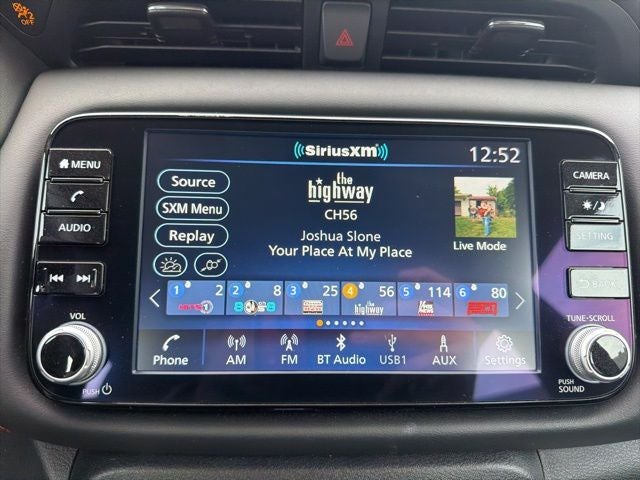 OFF
SiriusXM
12:52
MENU
AUDIO
VOL
PUSH
Source
SXM Menu
Replay
the
highway
CH56
Joshua Slone
Your Place At My Place
Live Mode
1 2
2 8
3 25
4 56
the highway
5 114
6 80
Phone
AM
FM
BT Audio
USB1
AUX
Settings
CAMERA
SETTING
BACK
TUNE·SCROLL
PUSH
SOUND